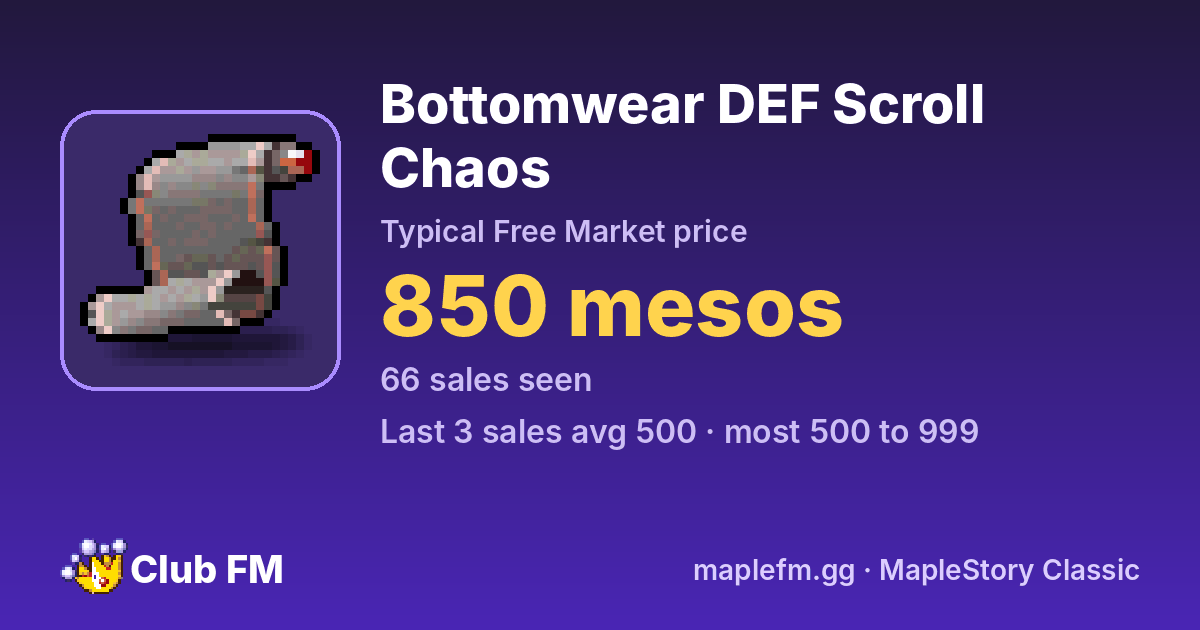 Bottomwear DEF Scroll
Chaos
Typical Free Market price
850 mesos
66 sales seen
Last 3 sales avg 500 · most 500 to 999
Club FM
maplefm.gg · MapleStory Classic